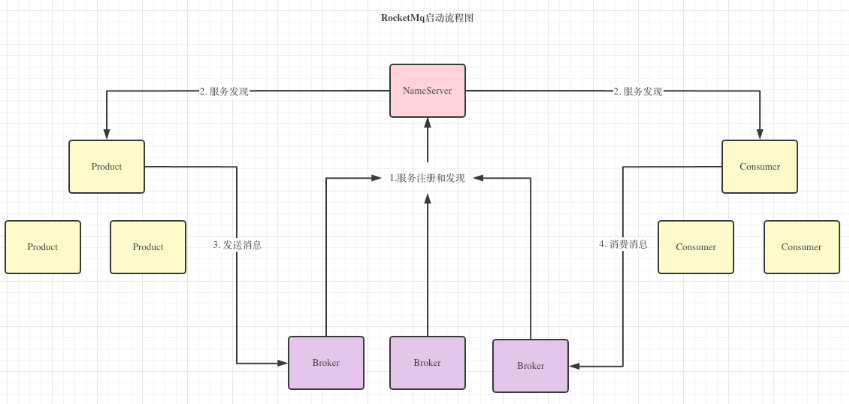 RocketMq启动流程图
NameServer
2. 服务发现
2. 服务发现
Product
Consumer
1.服务注册和发现
Product
Product
3. 发送消息
4. 消费消息
Consumer
Consumer
Broker
Broker
Broker